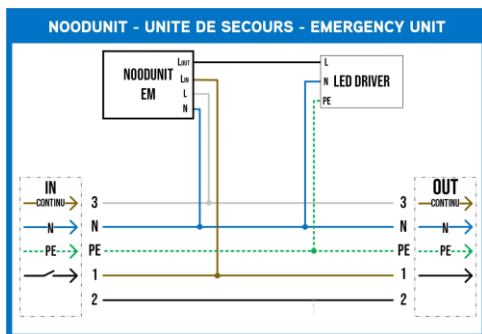 NOODUNIT - UNITE DE SECOURS - EMERGENCY UNIT
NOODUNIT
EM
LOUT
LIN
L
N
L
N
PE
LED DRIVER
IN
CONTINU
N
PE
3
N
PE
1
2
3
N
PE
1
2
OUT
CONTINU
N
PE